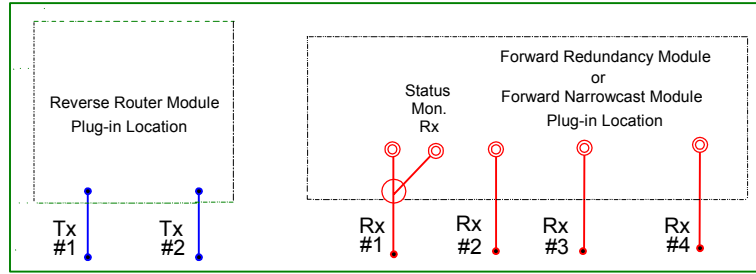 Reverse Router Module
Plug-in Location
Status
Mon.
Rx
Forward Redundancy Module
or
Forward Narrowcast Module
Plug-in Location
Tx
#1
Tx
#2
Rx
#1
Rx
#2
Rx
#3
Rx
#4